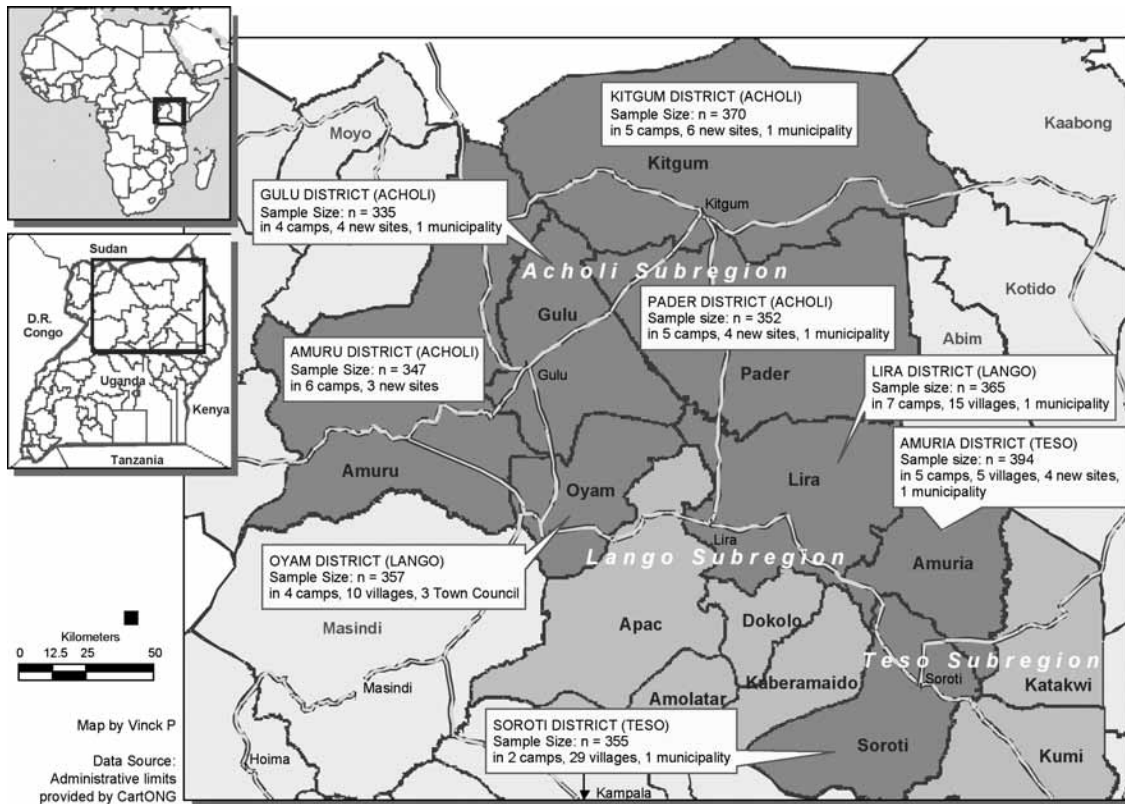 Sudan
D.R.
Congo
Uganda
Kenya
Tanzania
Kilometers
0 12.5 25 50
Map by Vinck P
Data Source:
Administrative limits
provided by CartONG
KITGUM DISTRICT (ACHOLI)
Sample Size: n = 370
in 5 camps, 6 new sites, 1 municipality
Moyo
Kaabong
Kitgum
Kitgum
GULU DISTRICT (ACHOLI)
Sample Size: n = 335
in 4 camps, 4 new sites, 1 municipality
Acholi Subregion
PADER DISTRICT (ACHOLI)
Sample size: n = 352
in 5 camps, 4 new sites, 1 municipality
Kotido
Gulu
Abim
AMURU DISTRICT (ACHOLI)
Sample Size: n = 347
in 6 camps, 3 new sites
Gulu
Pader
LIRA DISTRICT (LANGO)
Sample size: n = 365
in 7 camps, 15 villages, 1 municipality
AMURIA DISTRICT (TESO)
Sample size: n = 394
in 5 camps, 5 villages, 4 new sites,
1 municipality
Amuru
Oyam
Lira
Lira
Lango Subregion
OYAM DISTRICT (LANGO)
Sample Size: n = 357
in 4 camps, 10 villages, 3 Town Council
Amuria
Masindi
Apac
Dokolo
Teso Subregion
Soroti
Masindi
Amolatar
Kaberamaido
Katakwi
SOROTI DISTRICT (TESO)
Sample Size: n = 355
in 2 camps, 29 villages, 1 municipality
Soroti
Kumi
Hoima
Kampala